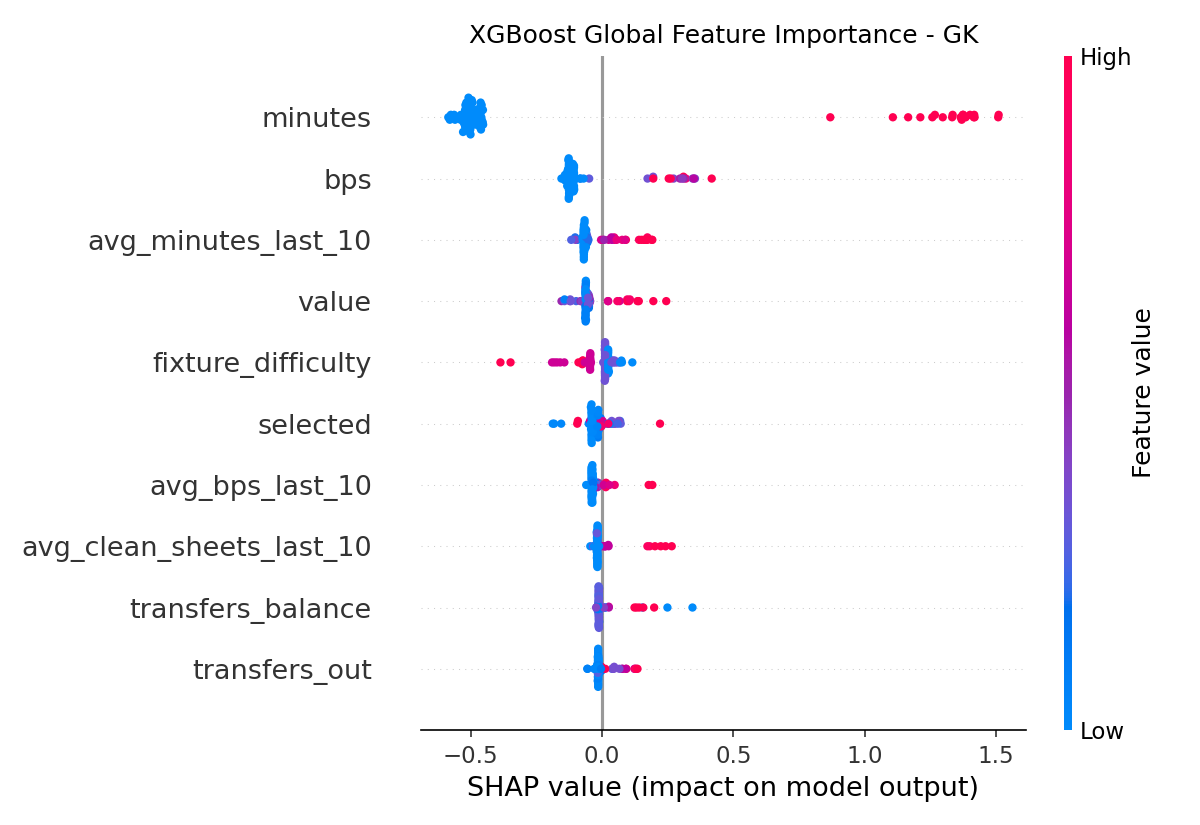 XGBoost Global Feature Importance - GK
High
minutes
bps
avg_minutes_last_10
value
fixture_difficulty
selected
avg_bps_last_10
avg_clean_sheets_last_10
transfers_balance
transfers_out
Feature value
Low
−0.5 0.0 0.5 1.0 1.5
SHAP value (impact on model output)